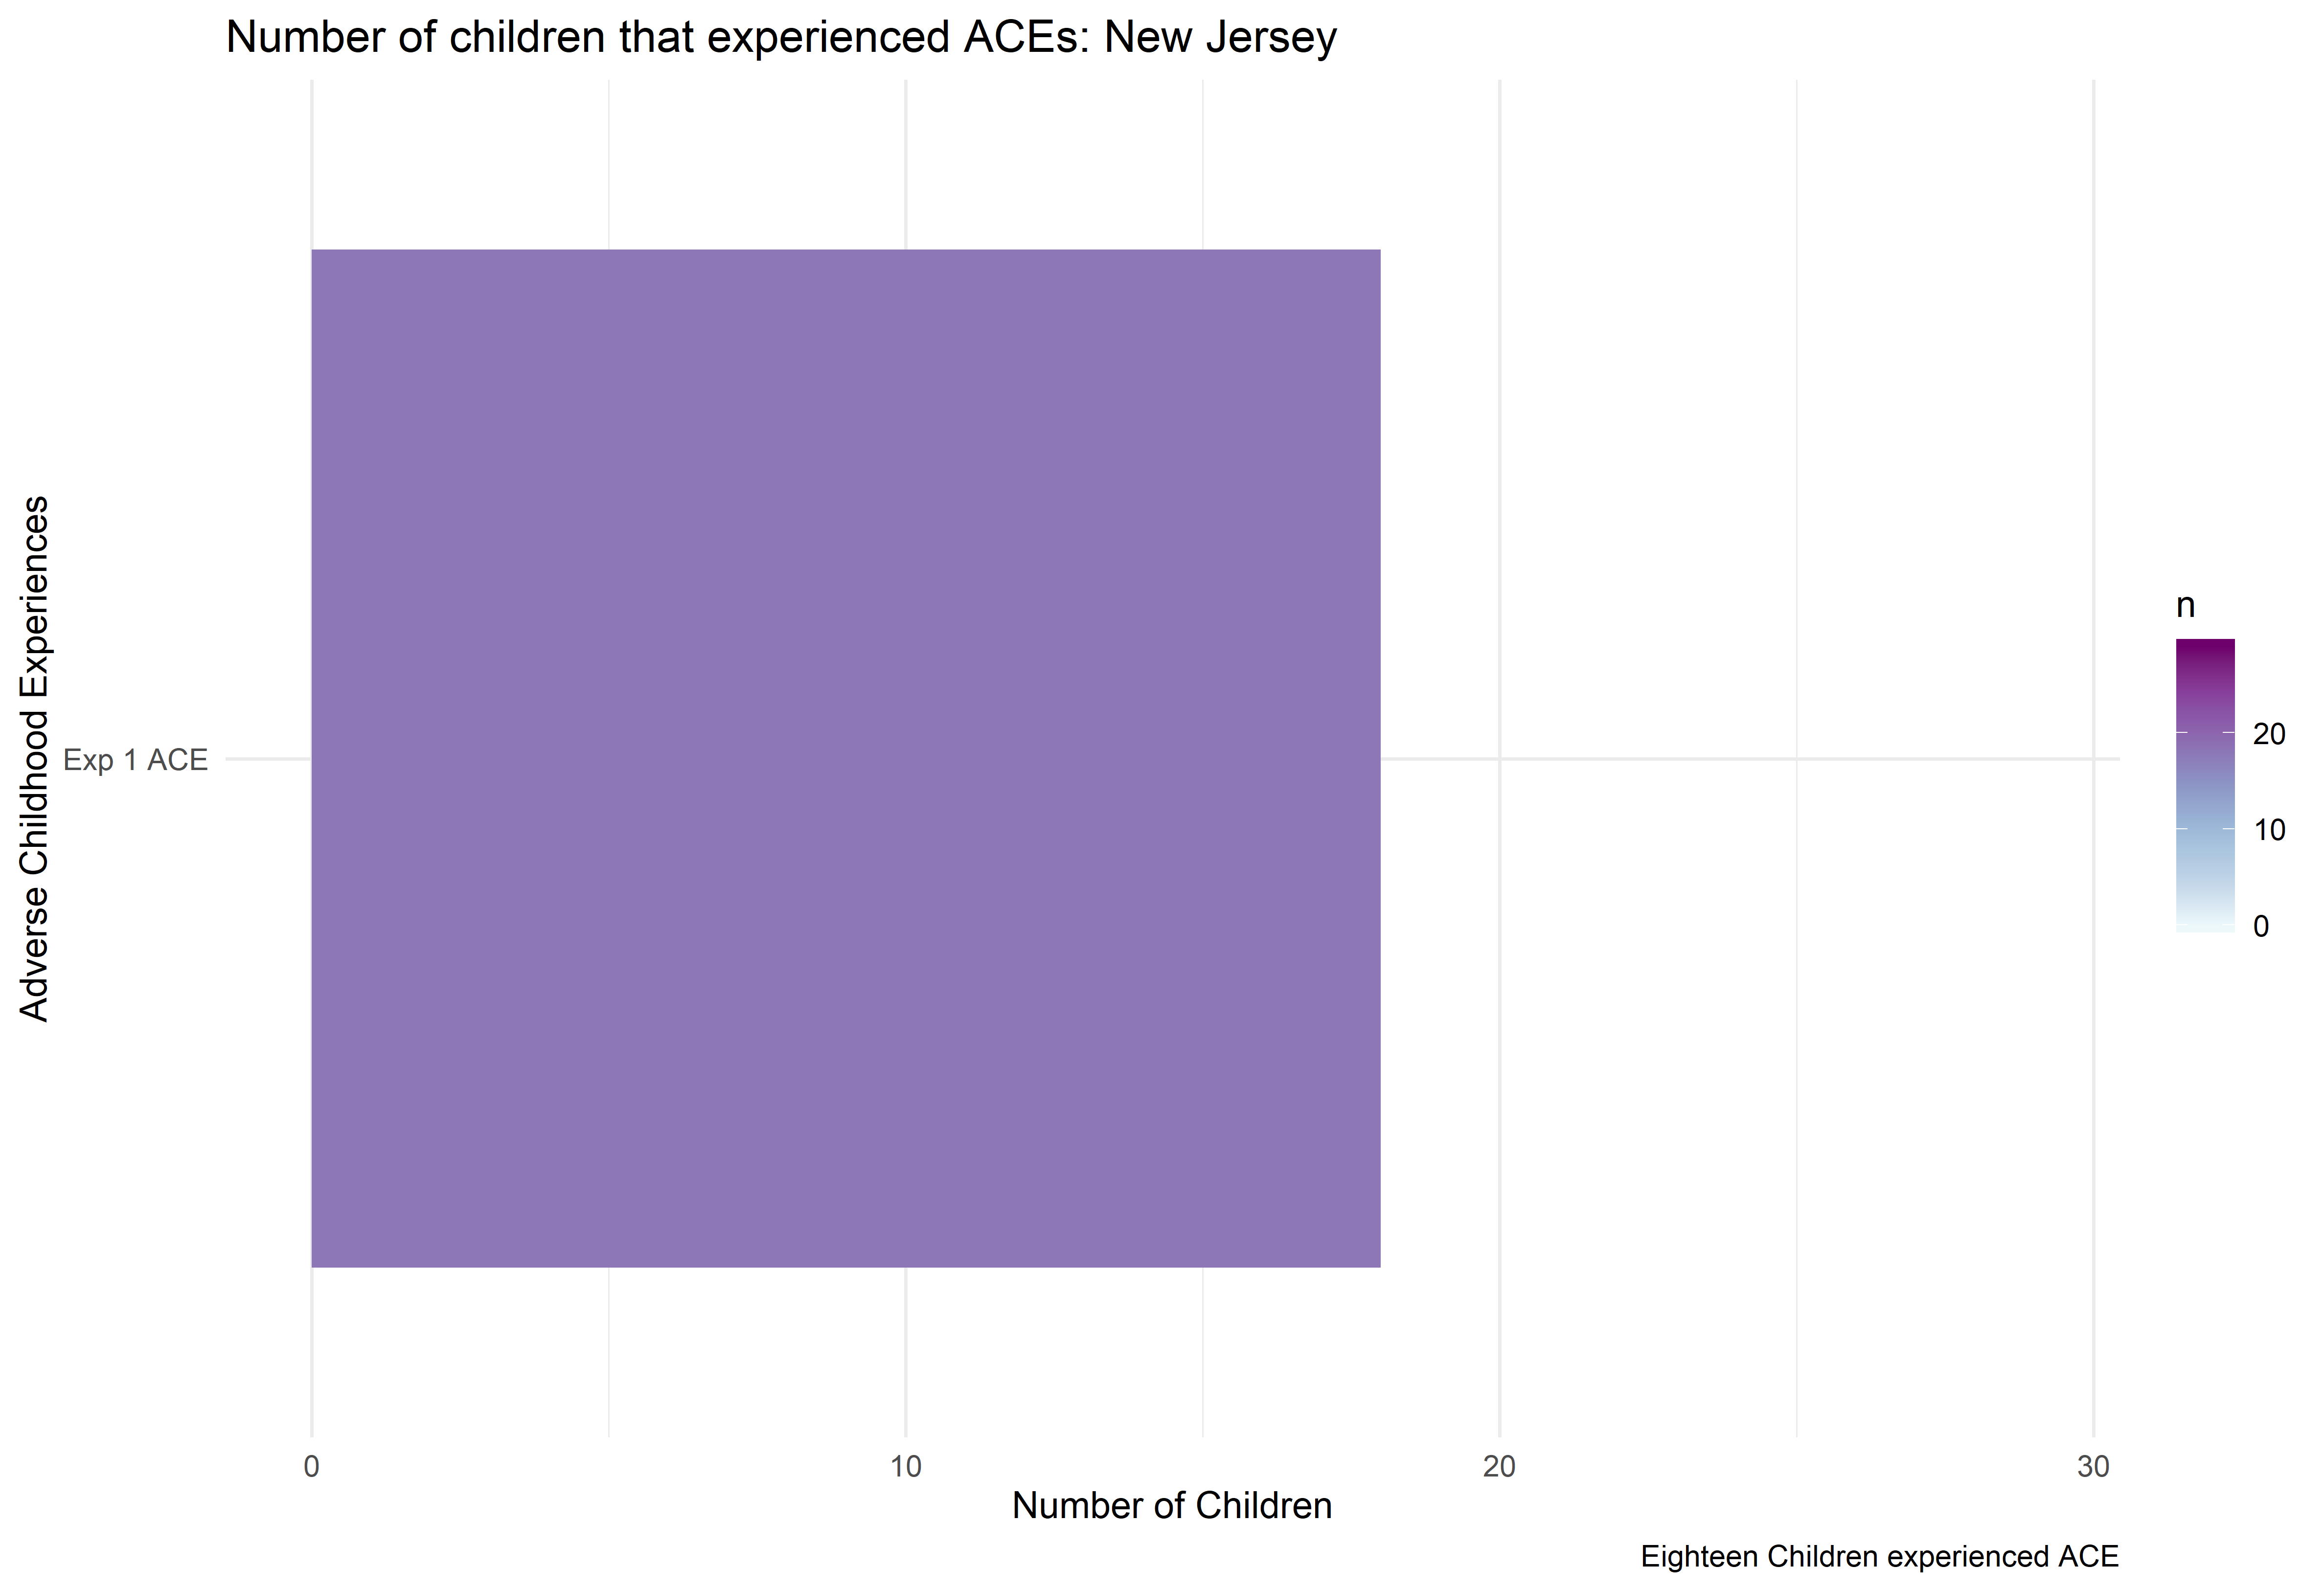 Number of children that experienced ACEs: New Jersey
Adverse Childhood Experiences
Exp 1 ACE
n
20
10
0
0 10 20 30
Number of Children
Eighteen Children experienced ACE